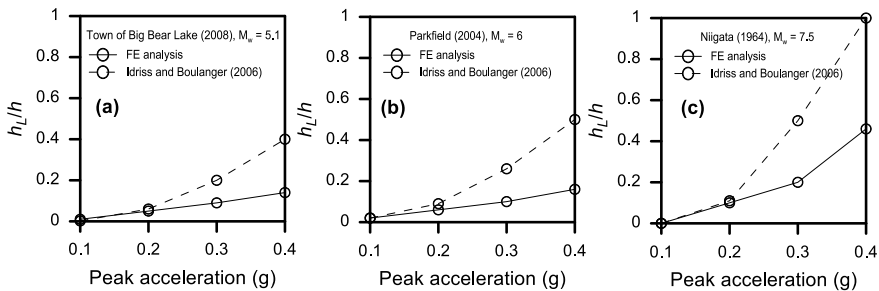 Town of Big Bear Lake (2008), Mw = 5.1
FE analysis
Idriss and Boulanger (2006)
(a)
hL/h
1
0.8
0.6
0.4
0.2
0
0.1 0.2 0.3 0.4
Peak acceleration (g)
Parkfield (2004), Mw = 6
FE analysis
Idriss and Boulanger (2006)
(b)
hL/h
1
0.8
0.6
0.4
0.2
0
0.1 0.2 0.3 0.4
Peak acceleration (g)
Niigata (1964), Mw = 7.5
FE analysis
Idriss and Boulanger (2006)
(c)
hL/h
1
0.8
0.6
0.4
0.2
0
0.1 0.2 0.3 0.4
Peak acceleration (g)